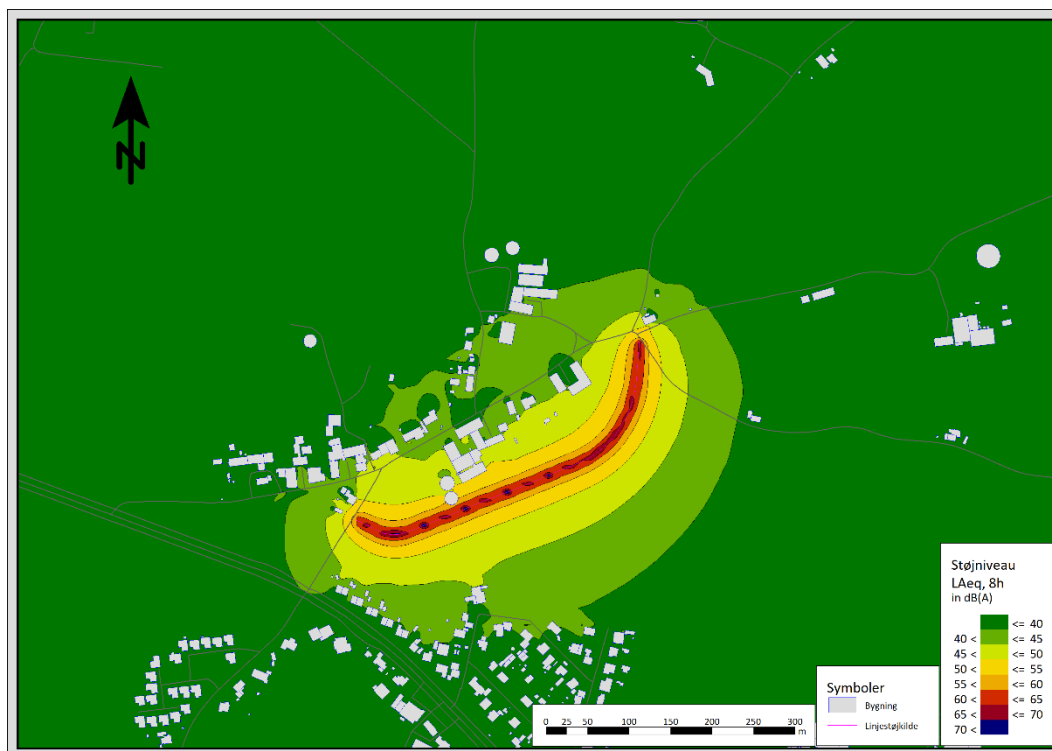 N
Støjniveau
LAeq, 8h
in dB(A)
<= 40
40 < <= 45
45 < <= 50
50 < <= 55
55 < <= 60
60 < <= 65
65 < <= 70
70 <
Symboler
Bygning
Linjestøjkilde
0 25 50 100 150 200 250 300
m